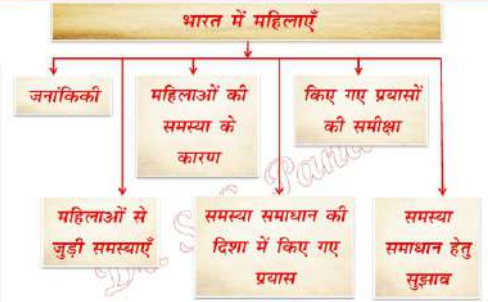 भारत में महिलाएँ
जनांकिकी
महिलाओं की
समस्या के
कारण
किए गए प्रयासों
की समीक्षा
महिलाओं से
जुड़ी समस्याएँ
समस्या समाधान की
दिशा में किए गए
प्रयास
समस्या
समाधान हेतु
सुझाव